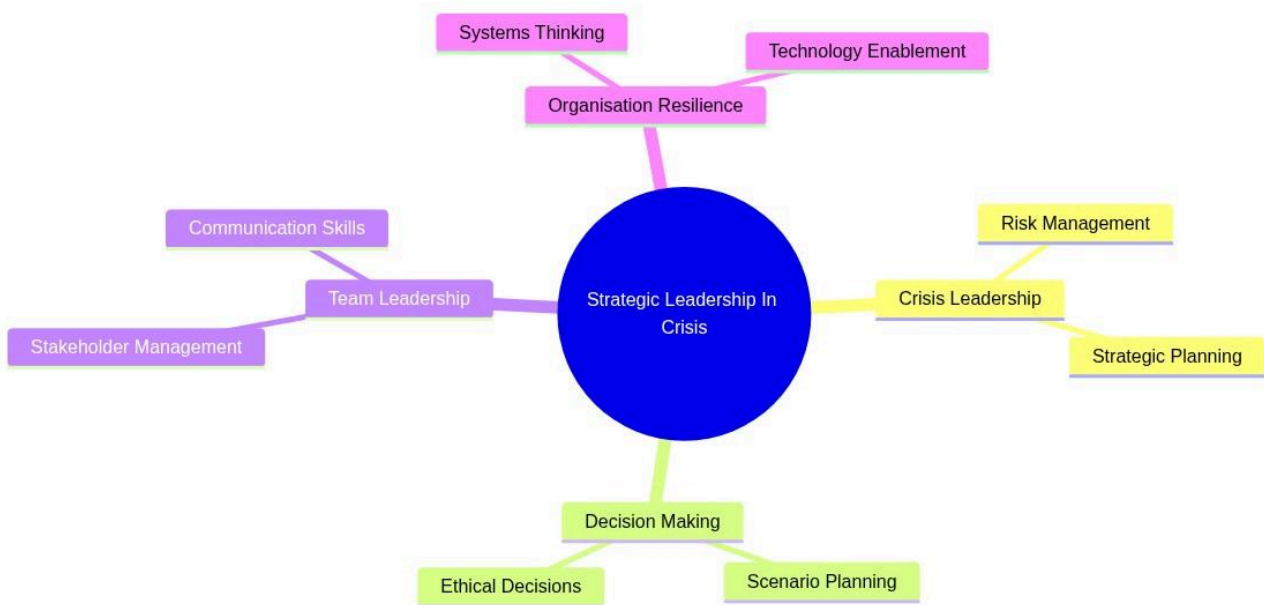 Systems Thinking
Technology Enablement
Organisation Resilience
Communication Skills
Risk Management
Team Leadership
Strategic Leadership In
Crisis
Crisis Leadership
Stakeholder Management
Strategic Planning
Decision Making
Ethical Decisions
Scenario Planning